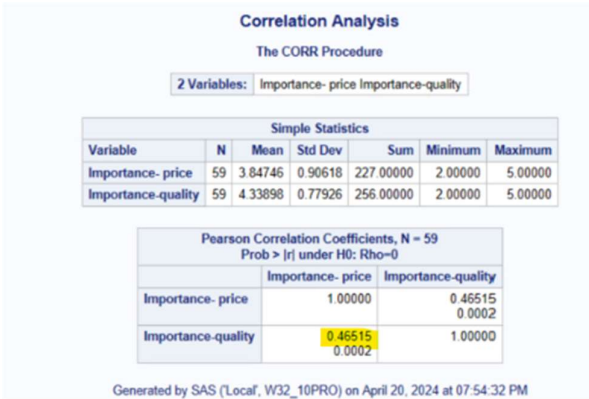 Correlation Analysis
The CORR Procedure
2 Variables: Importance- price Importance-quality
Simple Statistics
Variable N Mean Std Dev Sum Minimum Maximum
Importance- price 59 3.84746 0.90618 227.00000 2.00000 5.00000
Importance-quality 59 4.33898 0.77926 256.00000 2.00000 5.00000
Pearson Correlation Coefficients, N = 59
Prob > |r| under H0: Rho=0
Importance- price Importance-quality
Importance- price 1.00000 0.46515
0.0002
Importance-quality 0.46515 1.00000
0.0002
Generated by SAS ('Local', W32_10PRO) on April 20, 2024 at 07:54:32 PM